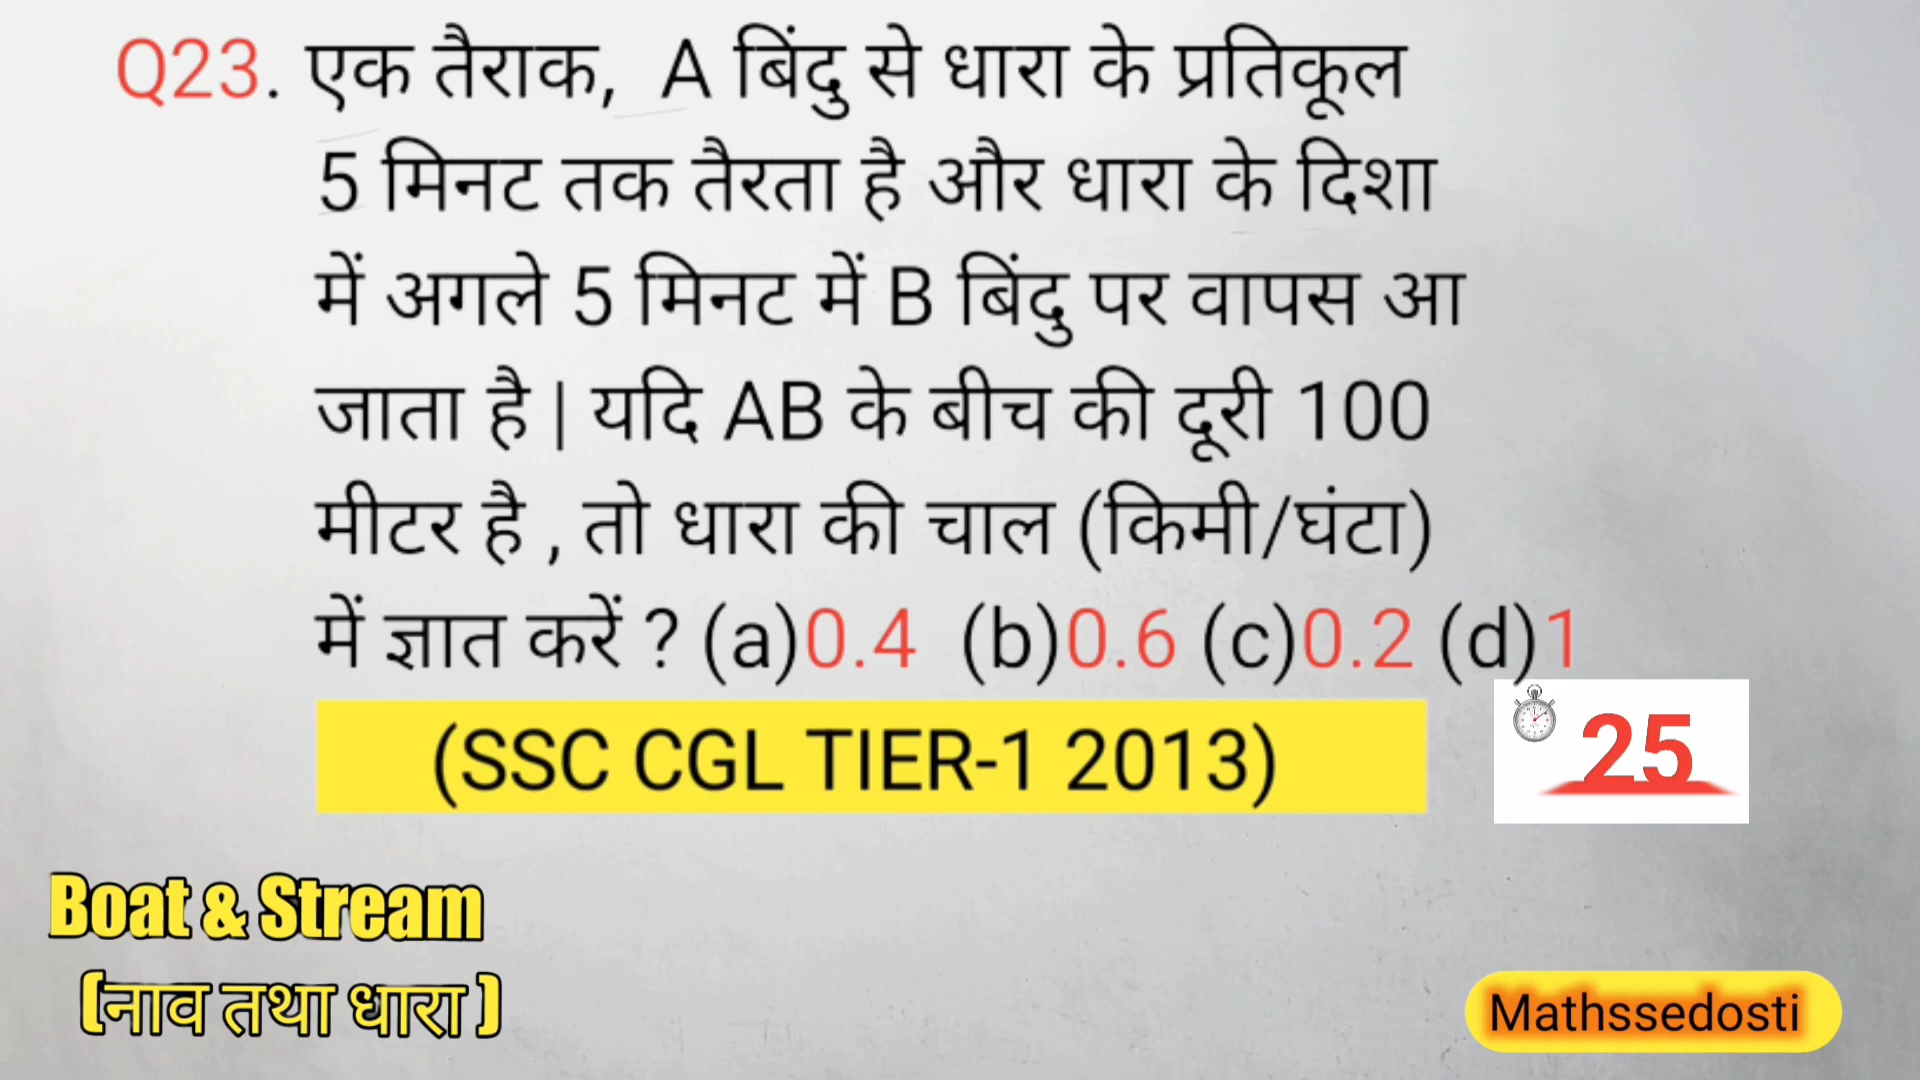 Q23. एक तैराक, A बिंदु से धारा के प्रतिकूल
5 मिनट तक तैरता है और धारा के दिशा
में अगले 5 मिनट में B बिंदु पर वापस आ
जाता है | यदि AB के बीच की दूरी 100
मीटर है , तो धारा की चाल (किमी/घंटा)
में ज्ञात करें ? (a)0.4 (b)0.6 (c)0.2 (d)1
(SSC CGL TIER-1 2013)
25
Boat & Stream
(नाव तथा धारा)
Mathssedosti